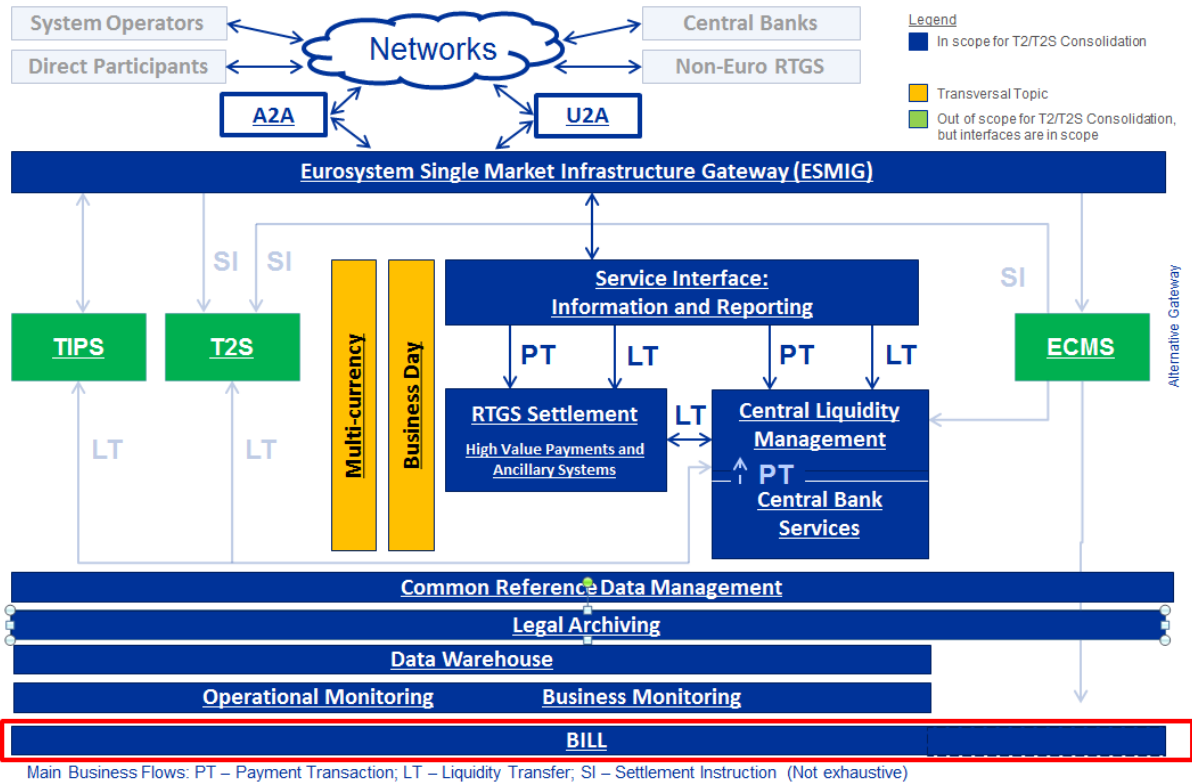 System Operators
Direct Participants
Networks
Central Banks
Non-Euro RTGS
Legend
In scope for T2/T2S Consolidation
Transversal Topic
Out of scope for T2/T2S Consolidation,
but interfaces are in scope
A2A
U2A
Eurosystem Single Market Infrastructure Gateway (ESMIG)
SI
SI
SI
Alternative Gateway
Service Interface:
Information and Reporting
TIPS
T2S
Multi-currency
Business Day
ECMS
PT
LT
PT
LT
RTGS Settlement
High Value Payments and
Ancillary Systems
LT
Central Liquidity
Management
PT
Central Bank
Services
LT
LT
Common Reference Data Management
Legal Archiving
Data Warehouse
Operational Monitoring
Business Monitoring
BILL
Main Business Flows: PT – Payment Transaction; LT – Liquidity Transfer; SI – Settlement Instruction (Not exhaustive)